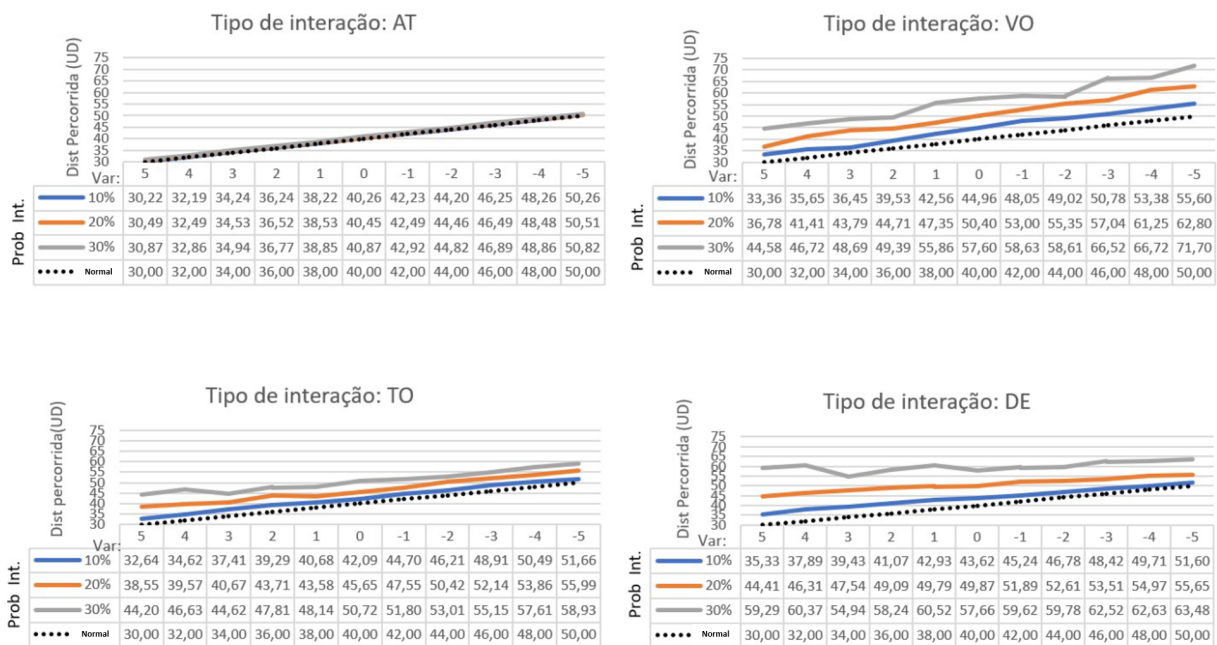 Tipo de interação: AT
Dist Percorrida (UD)
75
70
65
60
55
50
45
40
35
30
Var: 5 4 3 2 1 0 -1 -2 -3 -4 -5
Prob Int.
10% 30,22 32,19 34,24 36,24 38,22 40,26 42,23 44,20 46,25 48,26 50,26
20% 30,49 32,49 34,53 36,52 38,53 40,45 42,49 44,46 46,49 48,48 50,51
30% 30,87 32,86 34,94 36,77 38,85 40,87 42,92 44,82 46,89 48,86 50,82
Normal 30,00 32,00 34,00 36,00 38,00 40,00 42,00 44,00 46,00 48,00 50,00
Tipo de interação: VO
Dist Percorrida (UD)
75
70
65
60
55
50
45
40
35
30
Var: 5 4 3 2 1 0 -1 -2 -3 -4 -5
Prob Int.
10% 33,36 35,65 36,45 39,53 42,56 44,96 48,05 49,02 50,78 53,38 55,60
20% 36,78 41,41 43,79 44,71 47,35 50,40 53,00 55,35 57,04 61,25 62,80
30% 44,58 46,72 48,69 49,39 55,86 57,60 58,63 58,61 66,52 66,72 71,70
Normal 30,00 32,00 34,00 36,00 38,00 40,00 42,00 44,00 46,00 48,00 50,00
Tipo de interação: TO
Dist percorrida(UD)
75
70
65
60
55
50
45
40
35
30
Var: 5 4 3 2 1 0 -1 -2 -3 -4 -5
Prob Int.
10% 32,64 34,62 37,41 39,29 40,68 42,09 44,70 46,21 48,91 50,49 51,66
20% 38,55 39,57 40,67 43,71 43,58 45,65 47,55 50,42 52,14 53,86 55,99
30% 44,20 46,63 44,62 47,81 48,14 50,72 51,80 53,01 55,15 57,61 58,93
Normal 30,00 32,00 34,00 36,00 38,00 40,00 42,00 44,00 46,00 48,00 50,00
Tipo de interação: DE
Dist Percorrida (UD)
75
70
65
60
55
50
45
40
35
30
Var: 5 4 3 2 1 0 -1 -2 -3 -4 -5
Prob Int.
10% 35,33 37,89 39,43 41,07 42,93 43,62 45,24 46,78 48,42 49,71 51,60
20% 44,41 46,31 47,54 49,09 49,79 49,87 51,89 52,61 53,51 54,97 55,65
30% 59,29 60,37 54,94 58,24 60,52 57,66 59,62 59,78 62,52 62,63 63,48
Normal 30,00 32,00 34,00 36,00 38,00 40,00 42,00 44,00 46,00 48,00 50,00